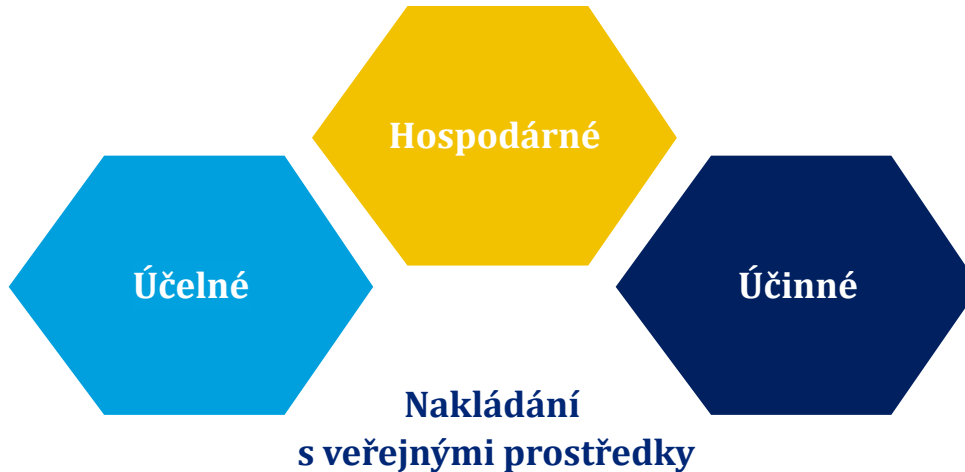 Hospodárné
Účelné
Účinné
Nakládání
s veřejnými prostředky